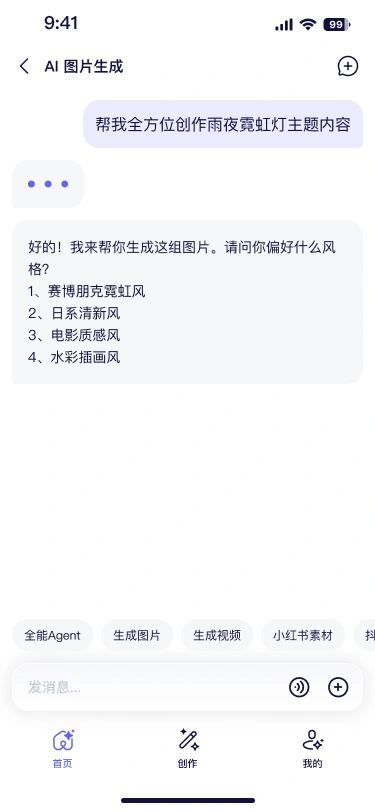 9:41
99
AI 图片生成
帮我全方位创作雨夜霓虹灯主题内容
好的！我来帮你生成这组图片。请问你偏好什么风
格?
1、赛博朋克霓虹风
2、日系清新风
3、电影质感风
4、水彩插画风
全能Agent
生成图片
生成视频
小红书素材
抖
发消息...
首页
创作
我的